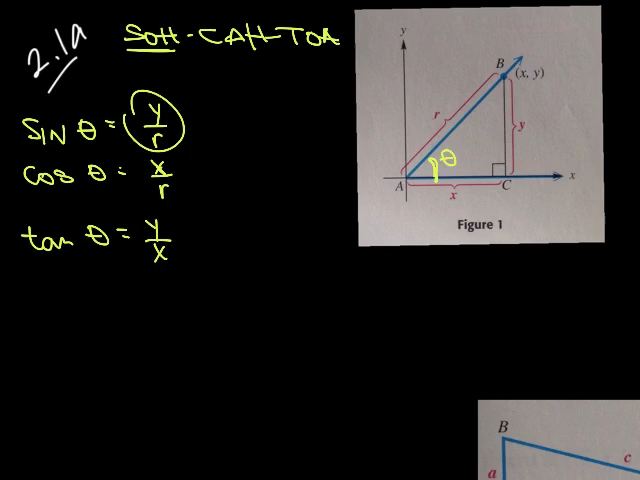 2.1a
SOH-CAH-TOA
SIN θ = y/r
cos θ = x/r
tan θ = y/x
y
B
(x, y)
r
y
θ
A
x
C
x
Figure 1
B
a
c